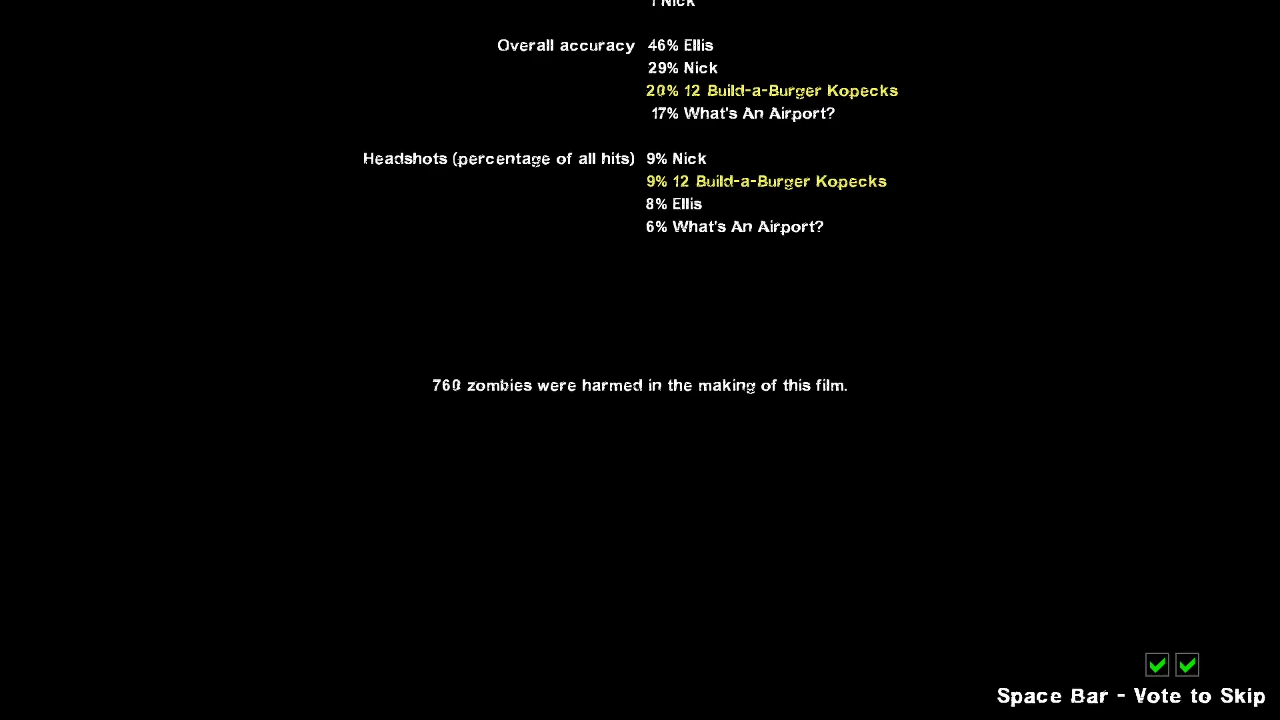 1 Nick
Overall accuracy 46% Ellis
29% Nick
20% 12 Build-a-Burger Kopecks
17% What's An Airport?
Headshots (percentage of all hits) 9% Nick
9% 12 Build-a-Burger Kopecks
8% Ellis
6% What's An Airport?
760 zombies were harmed in the making of this film.
Space Bar - Vote to Skip